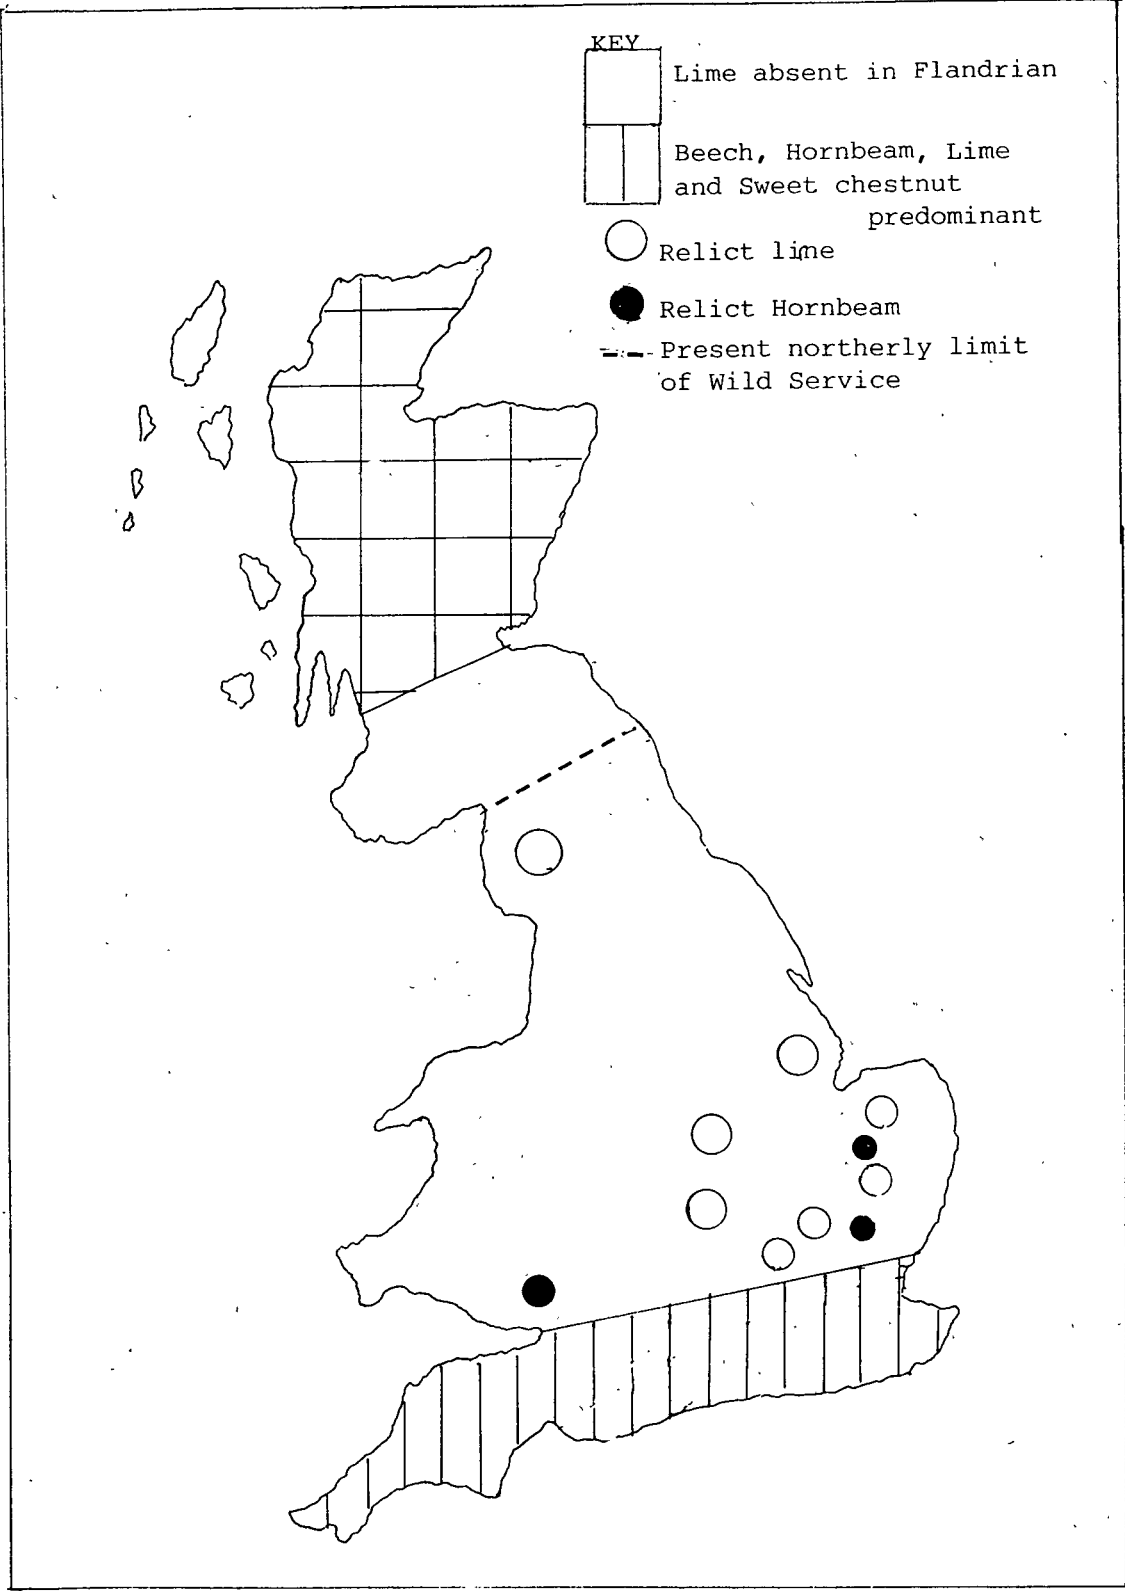 KEY
Lime absent in Flandrian
Beech, Hornbeam, Lime
and Sweet chestnut
predominant
Relict lime
Relict Hornbeam
Present northerly limit
of Wild Service